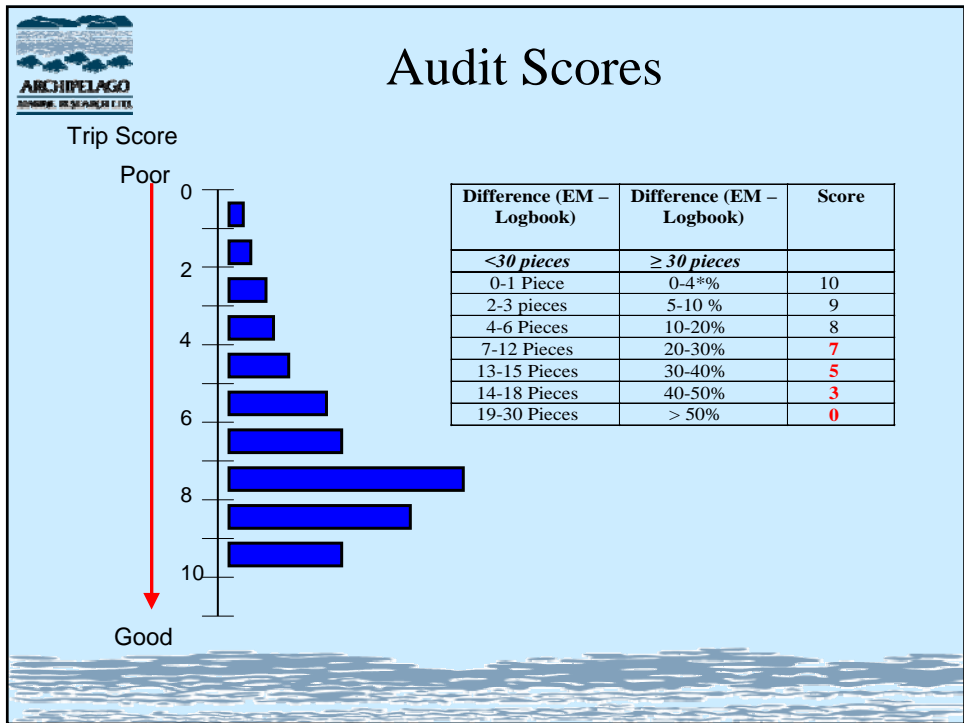 ARCHIPELAGO
MARINE RESEARCH LTD.
Audit Scores
Trip Score
Poor
0
2
4
6
8
10
Good
Difference (EM – Logbook) Difference (EM – Logbook) Score
<30 pieces ≥ 30 pieces
0-1 Piece 0-4*% 10
2-3 pieces 5-10 % 9
4-6 Pieces 10-20% 8
7-12 Pieces 20-30% 7
13-15 Pieces 30-40% 5
14-18 Pieces 40-50% 3
19-30 Pieces > 50% 0